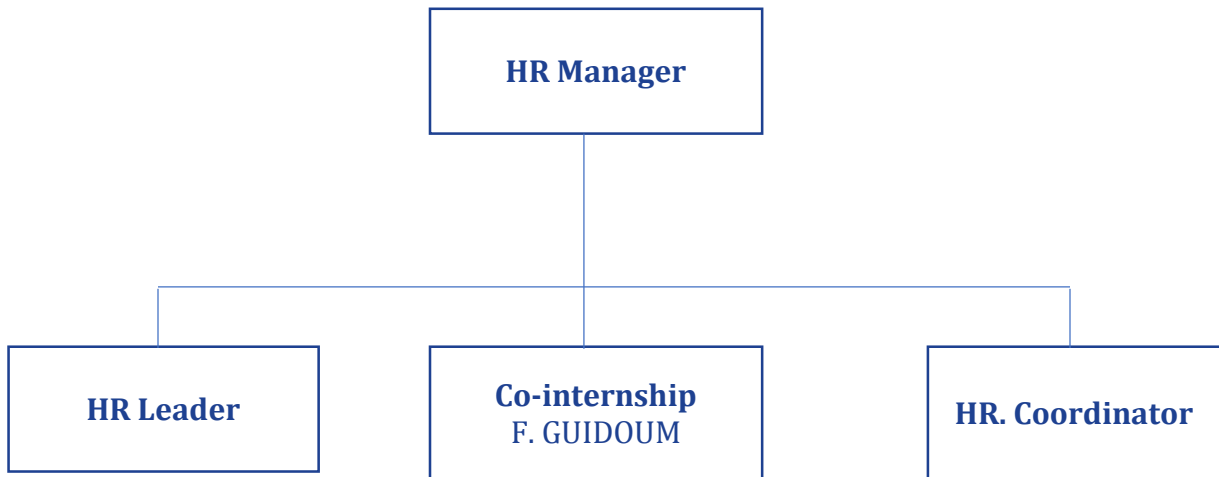 HR Manager
HR Leader
Co-internship
F. GUIDOUM
HR. Coordinator